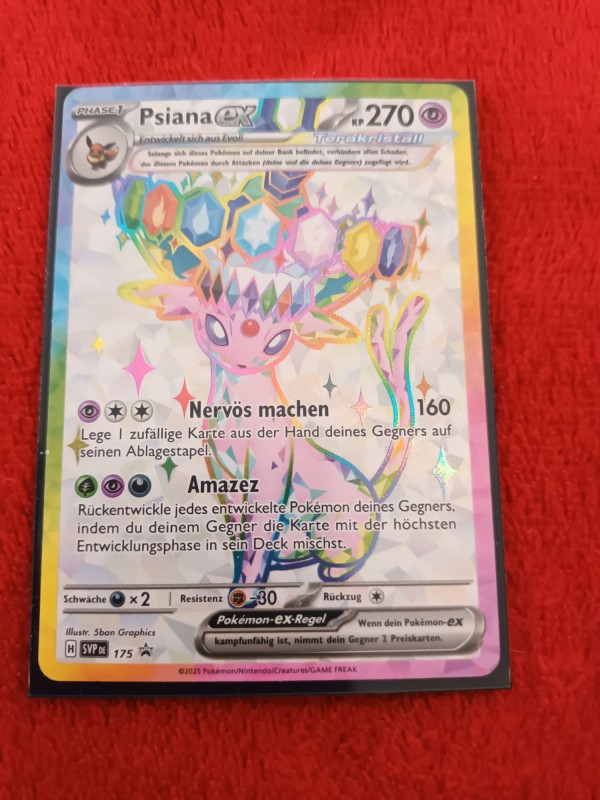 PHASE 1 Psiana ex KP 270
Entwickelt sich aus Evoli Terakristall
Solange sich dieses Pokémon auf deiner Bank befindet, verhindere allen Schaden,
der diesem Pokémon durch Attacken (deine und die deines Gegners) zugefügt wird.
Nervös machen 160
Lege 1 zufällige Karte aus der Hand deines Gegners auf
seinen Ablagestapel.
Amazez
Rückentwickle jedes entwickelte Pokémon deines Gegners,
indem du deinem Gegner die Karte mit der höchsten
Entwicklungsphase in sein Deck mischst.
Schwäche ×2 Resistenz -30 Rückzug
Pokémon-ex-Regel Wenn dein Pokémon-ex
kampfunfähig ist, nimmt dein Gegner 2 Preiskarten.
Illustr. 5ban Graphics
H SVP DE 175
©2025 Pokémon/Nintendo/Creatures/GAME FREAK